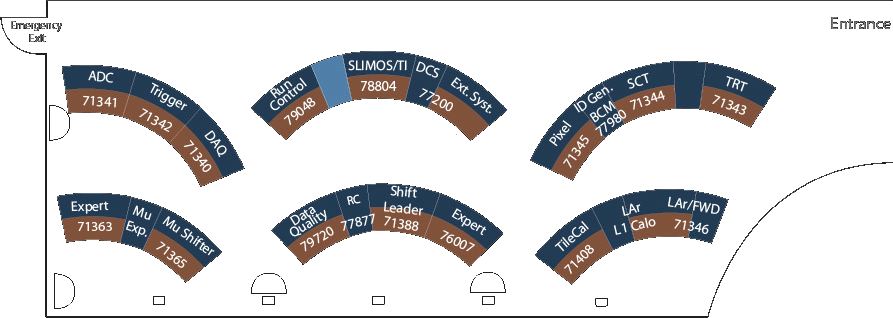 Emergency
Exit
Entrance
ADC
71341
Trigger
71342
DAQ
71340
Run
Control
79048
SLIMOS/TI
78804
DCS
77200
Ext. Syst.
Pixel
71345
ID Gen.
BCM
77980
SCT
71344
TRT
71343
Expert
71363
Mu
Exp.
Mu Shifter
71365
Data
Quality
79720
RC
77877
Shift
Leader
71388
Expert
76007
TileCal
71408
LAr
L1 Calo
LAr/FWD
71346